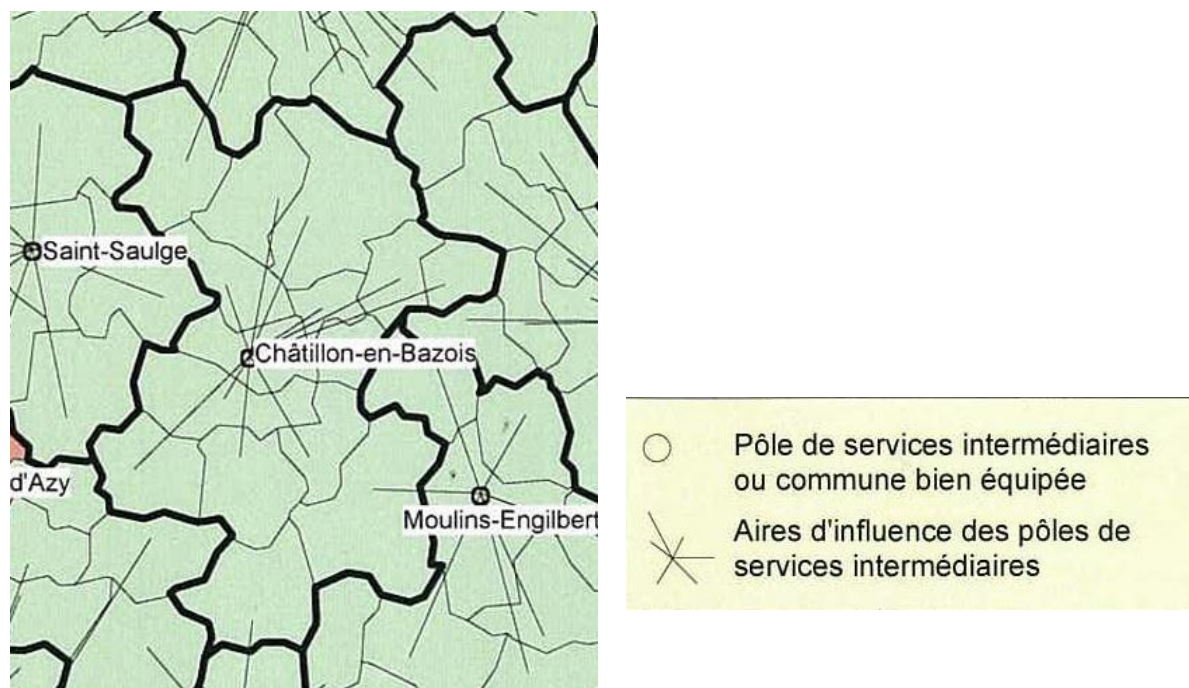 Saint-Saulge
Châtillon-en-Bazois
d'Azy
Moulins-Engilbert
Pôle de services intermédiaires
ou commune bien équipée
Aires d'influence des pôles de
services intermédiaires